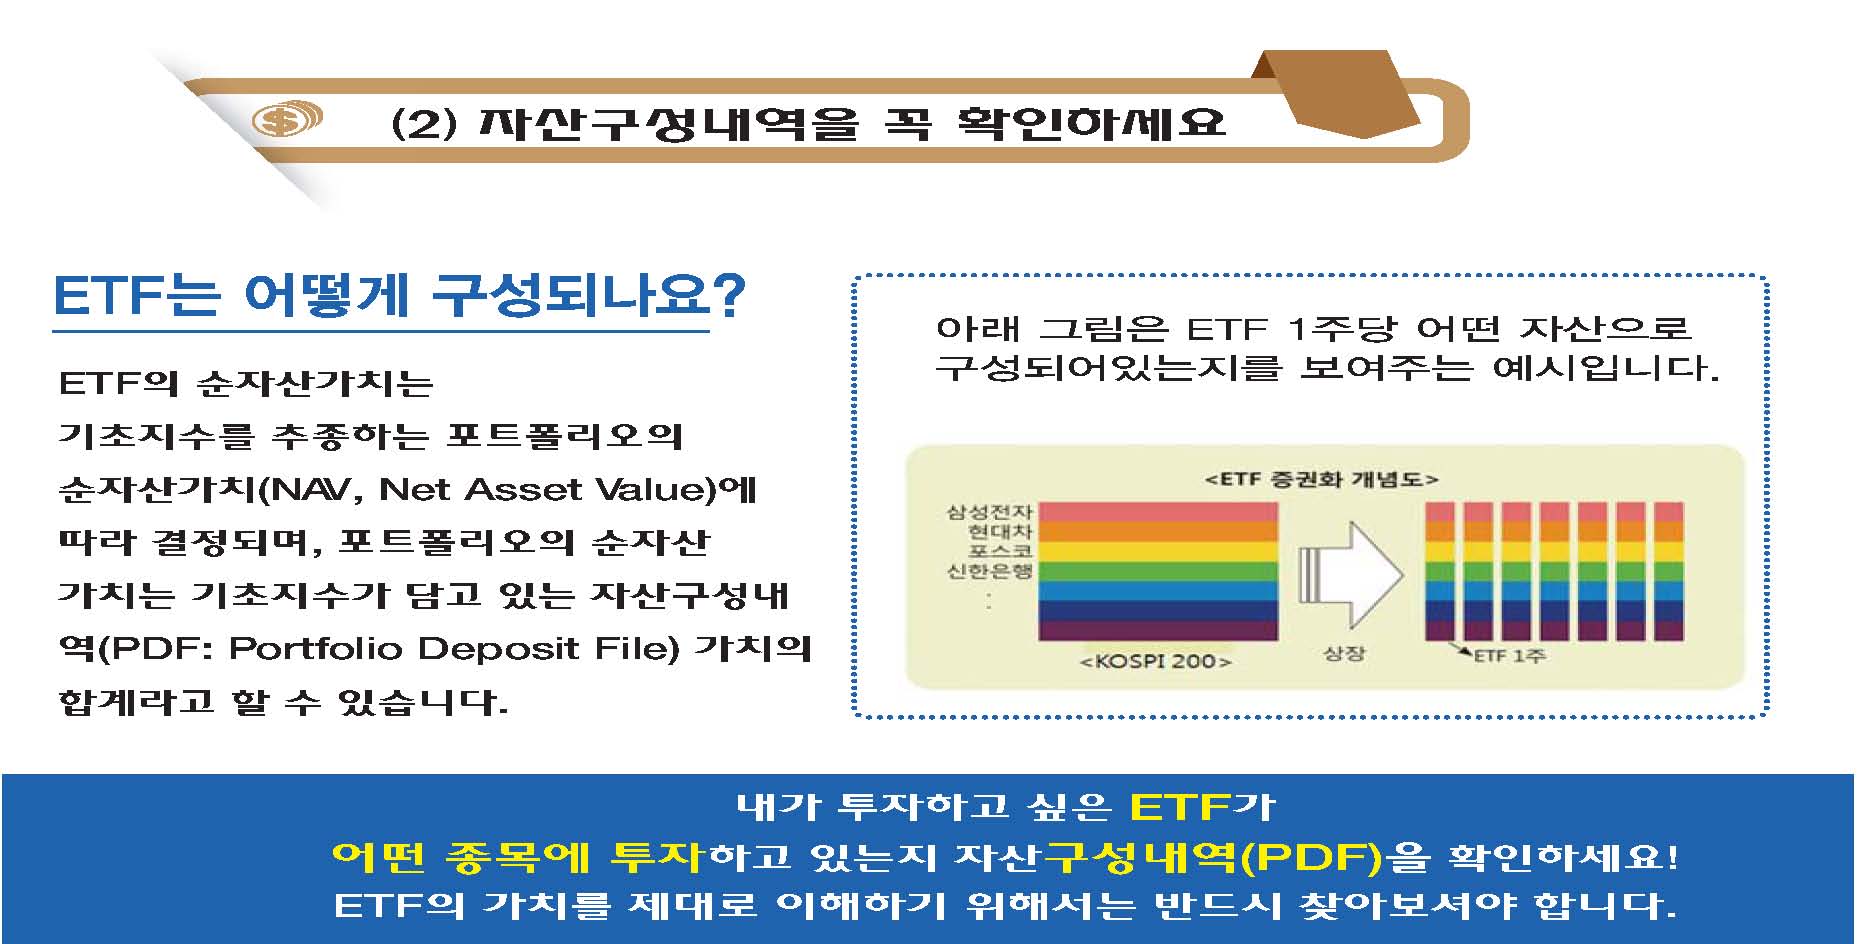 (2) 자산구성내역을 꼭 확인하세요
ETF는 어떻게 구성되나요?
ETF의 순자산가치는
기초지수를 추종하는 포트폴리오의
순자산가치(NAV, Net Asset Value)에
따라 결정되며, 포트폴리오의 순자산
가치는 기초지수가 담고 있는 자산구성내
역(PDF: Portfolio Deposit File) 가치의
합계라고 할 수 있습니다.
아래 그림은 ETF 1주당 어떤 자산으로
구성되어있는지를 보여주는 예시입니다.
<ETF 증권화 개념도>
삼성전자
현대차
포스코
신한은행
:
<KOSPI 200>
상장
ETF 1주
내가 투자하고 싶은 ETF가
어떤 종목에 투자하고 있는지 자산구성내역(PDF)을 확인하세요!
ETF의 가치를 제대로 이해하기 위해서는 반드시 찾아보셔야 합니다.